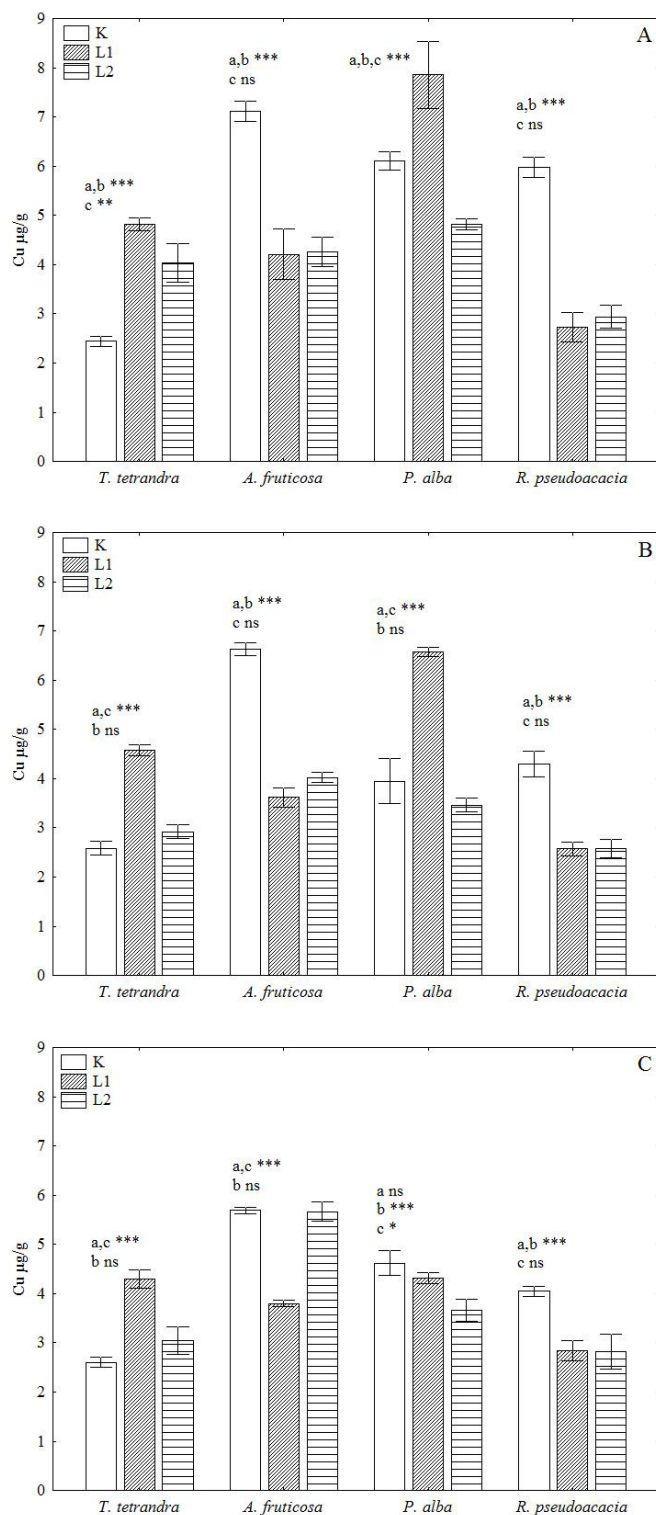 A
K
L1
L2
a,b ***
c **
a,b ***
c ns
a,b,c ***
a,b ***
c ns
Cu µg/g
9
8
7
6
5
4
3
2
1
0
T. tetrandra A. fruticosa P. alba R. pseudoacacia
B
K
L1
L2
a,c ***
b ns
a,b ***
c ns
a,c ***
b ns
a,b ***
c ns
Cu µg/g
9
8
7
6
5
4
3
2
1
0
T. tetrandra A. fruticosa P. alba R. pseudoacacia
C
K
L1
L2
a,c ***
b ns
a,c ***
b ns
a ns
b ***
c *
a,b ***
c ns
Cu µg/g
9
8
7
6
5
4
3
2
1
0
T. tetrandra A. fruticosa P. alba R. pseudoacacia